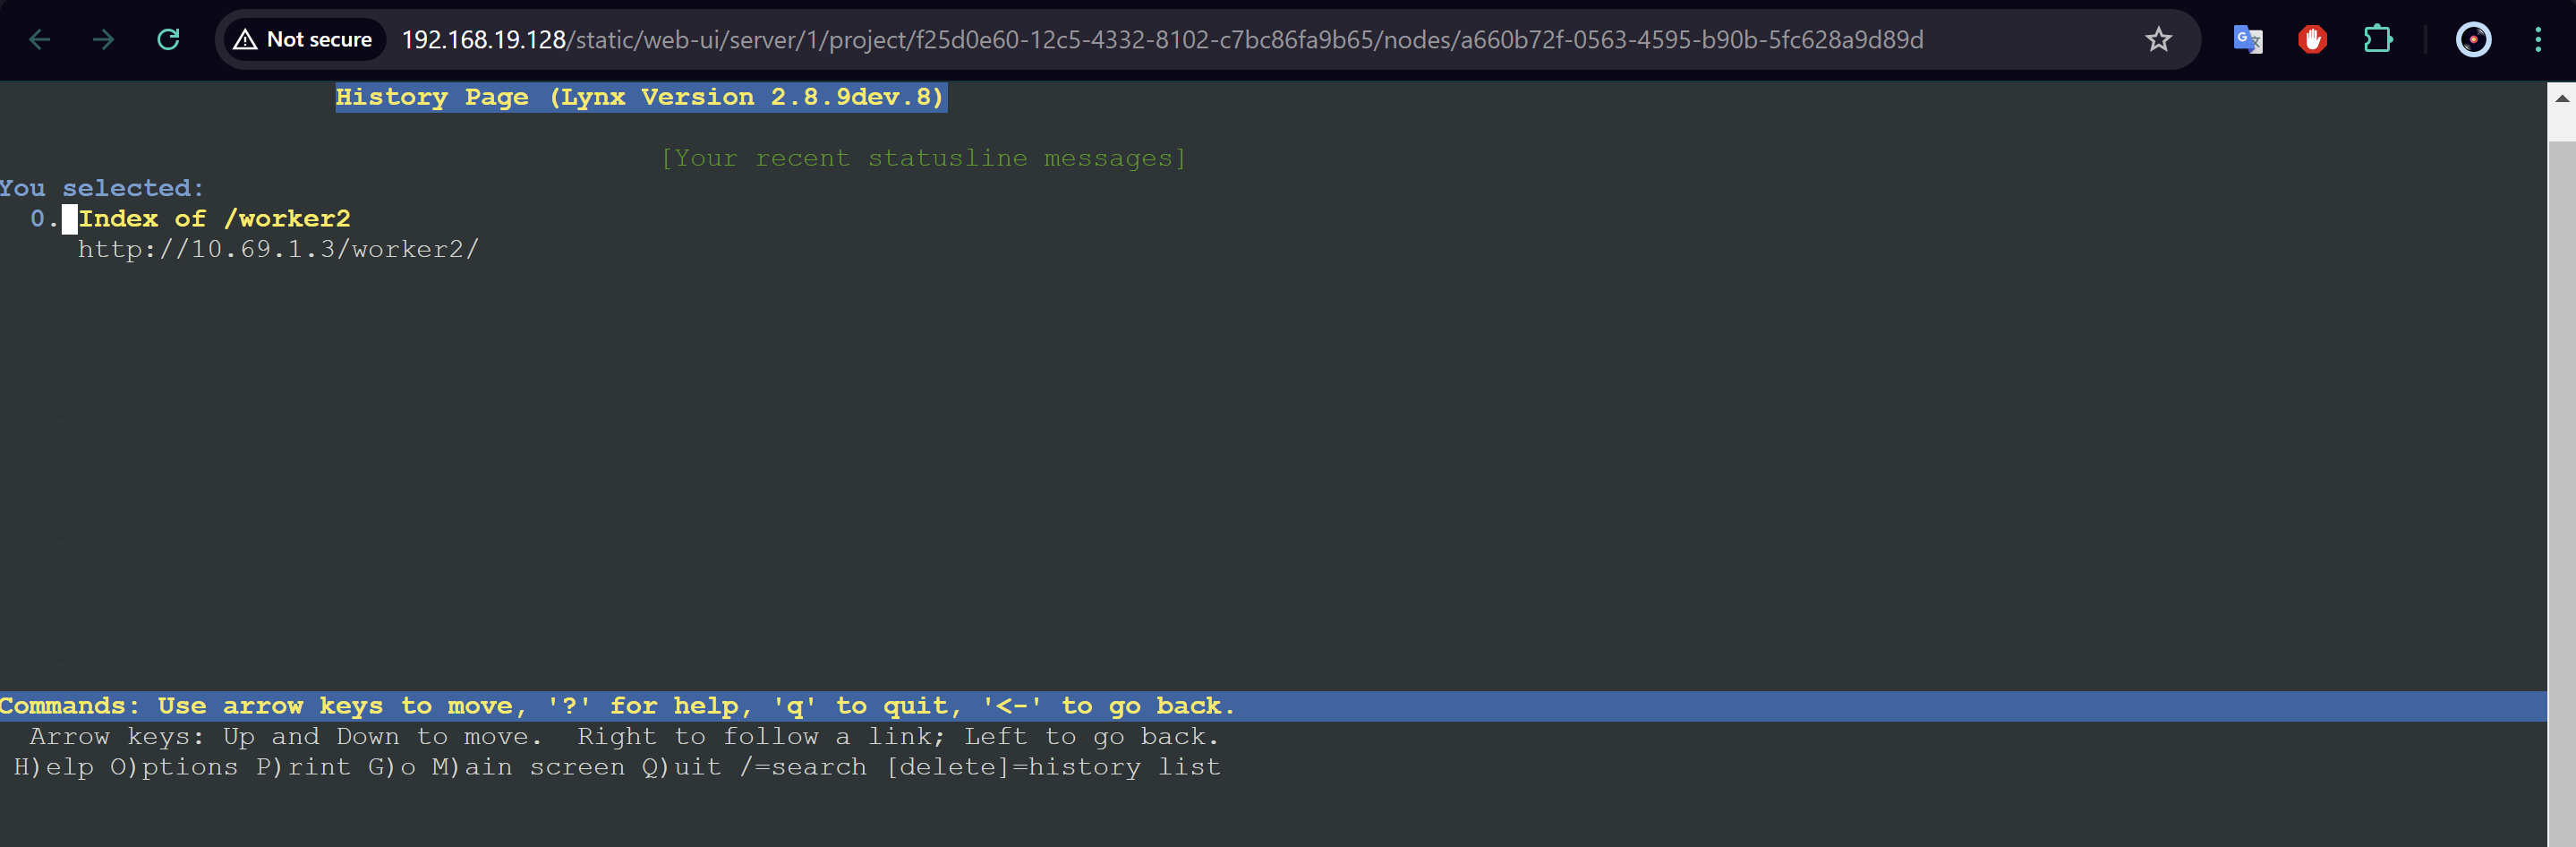 Not secure 192.168.19.128/static/web-ui/server/1/project/f25d0e60-12c5-4332-8102-c7bc86fa9b65/nodes/a660b72f-0563-4595-b90b-5fc628a9d89d
History Page (Lynx Version 2.8.9dev.8)
[Your recent statusline messages]
You selected:
0. Index of /worker2
http://10.69.1.3/worker2/
Commands: Use arrow keys to move, '?' for help, 'q' to quit, '<-' to go back.
Arrow keys: Up and Down to move.  Right to follow a link; Left to go back.
H)elp O)ptions P)rint G)o M)ain screen Q)uit /=search [delete]=history list